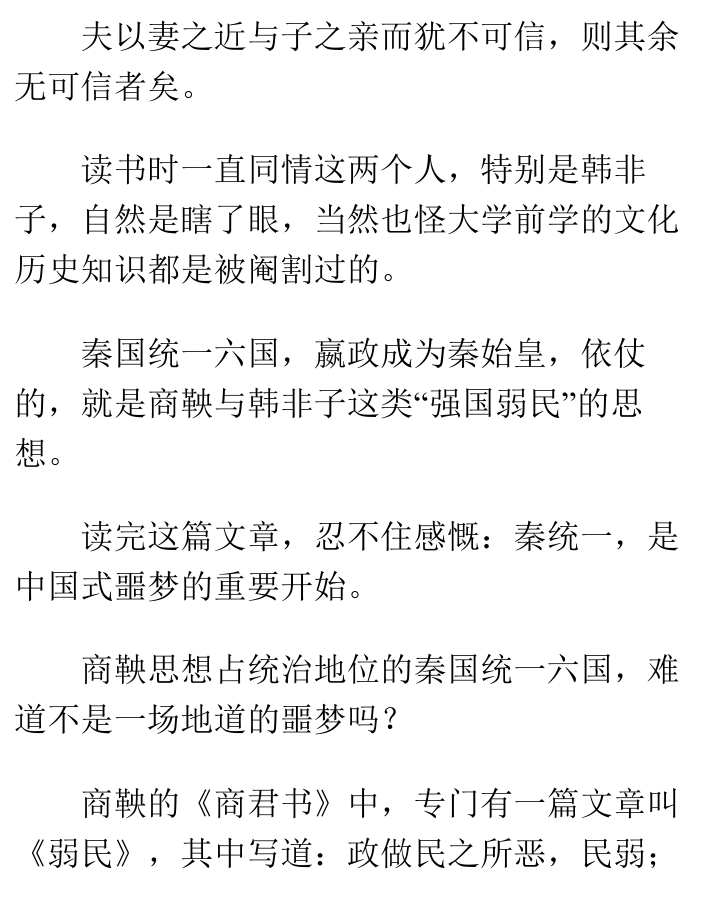 夫以妻之近与子之亲而犹不可信，则其余
无可信者矣。
读书时一直同情这两个人，特别是韩非
子，自然是瞎了眼，当然也怪大学前学的文化
历史知识都是被阉割过的。
秦国统一六国，嬴政成为秦始皇，依仗
的，就是商鞅与韩非子这类“强国弱民”的思
想。
读完这篇文章，忍不住感慨：秦统一，是
中国式噩梦的重要开始。
商鞅思想占统治地位的秦国统一六国，难
道不是一场地道的噩梦吗？
商鞅的《商君书》中，专门有一篇文章叫
《弱民》，其中写道：政做民之所恶，民弱；